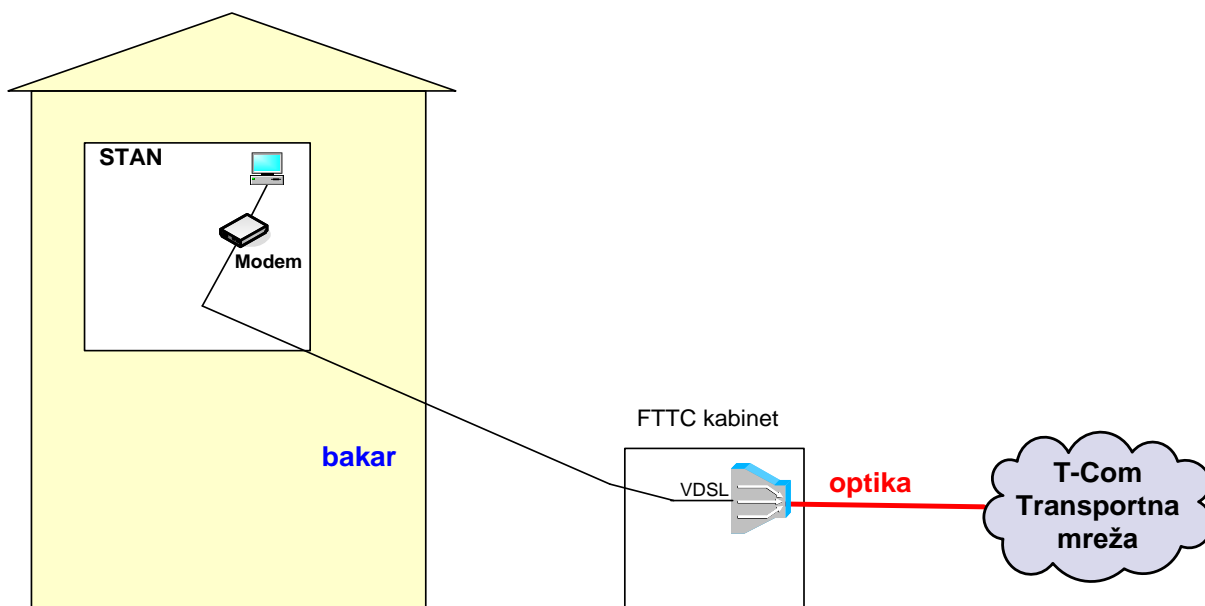 STAN
Modem
bakar
FTTC kabinet
VDSL
optika
T-Com
Transportna
mreža